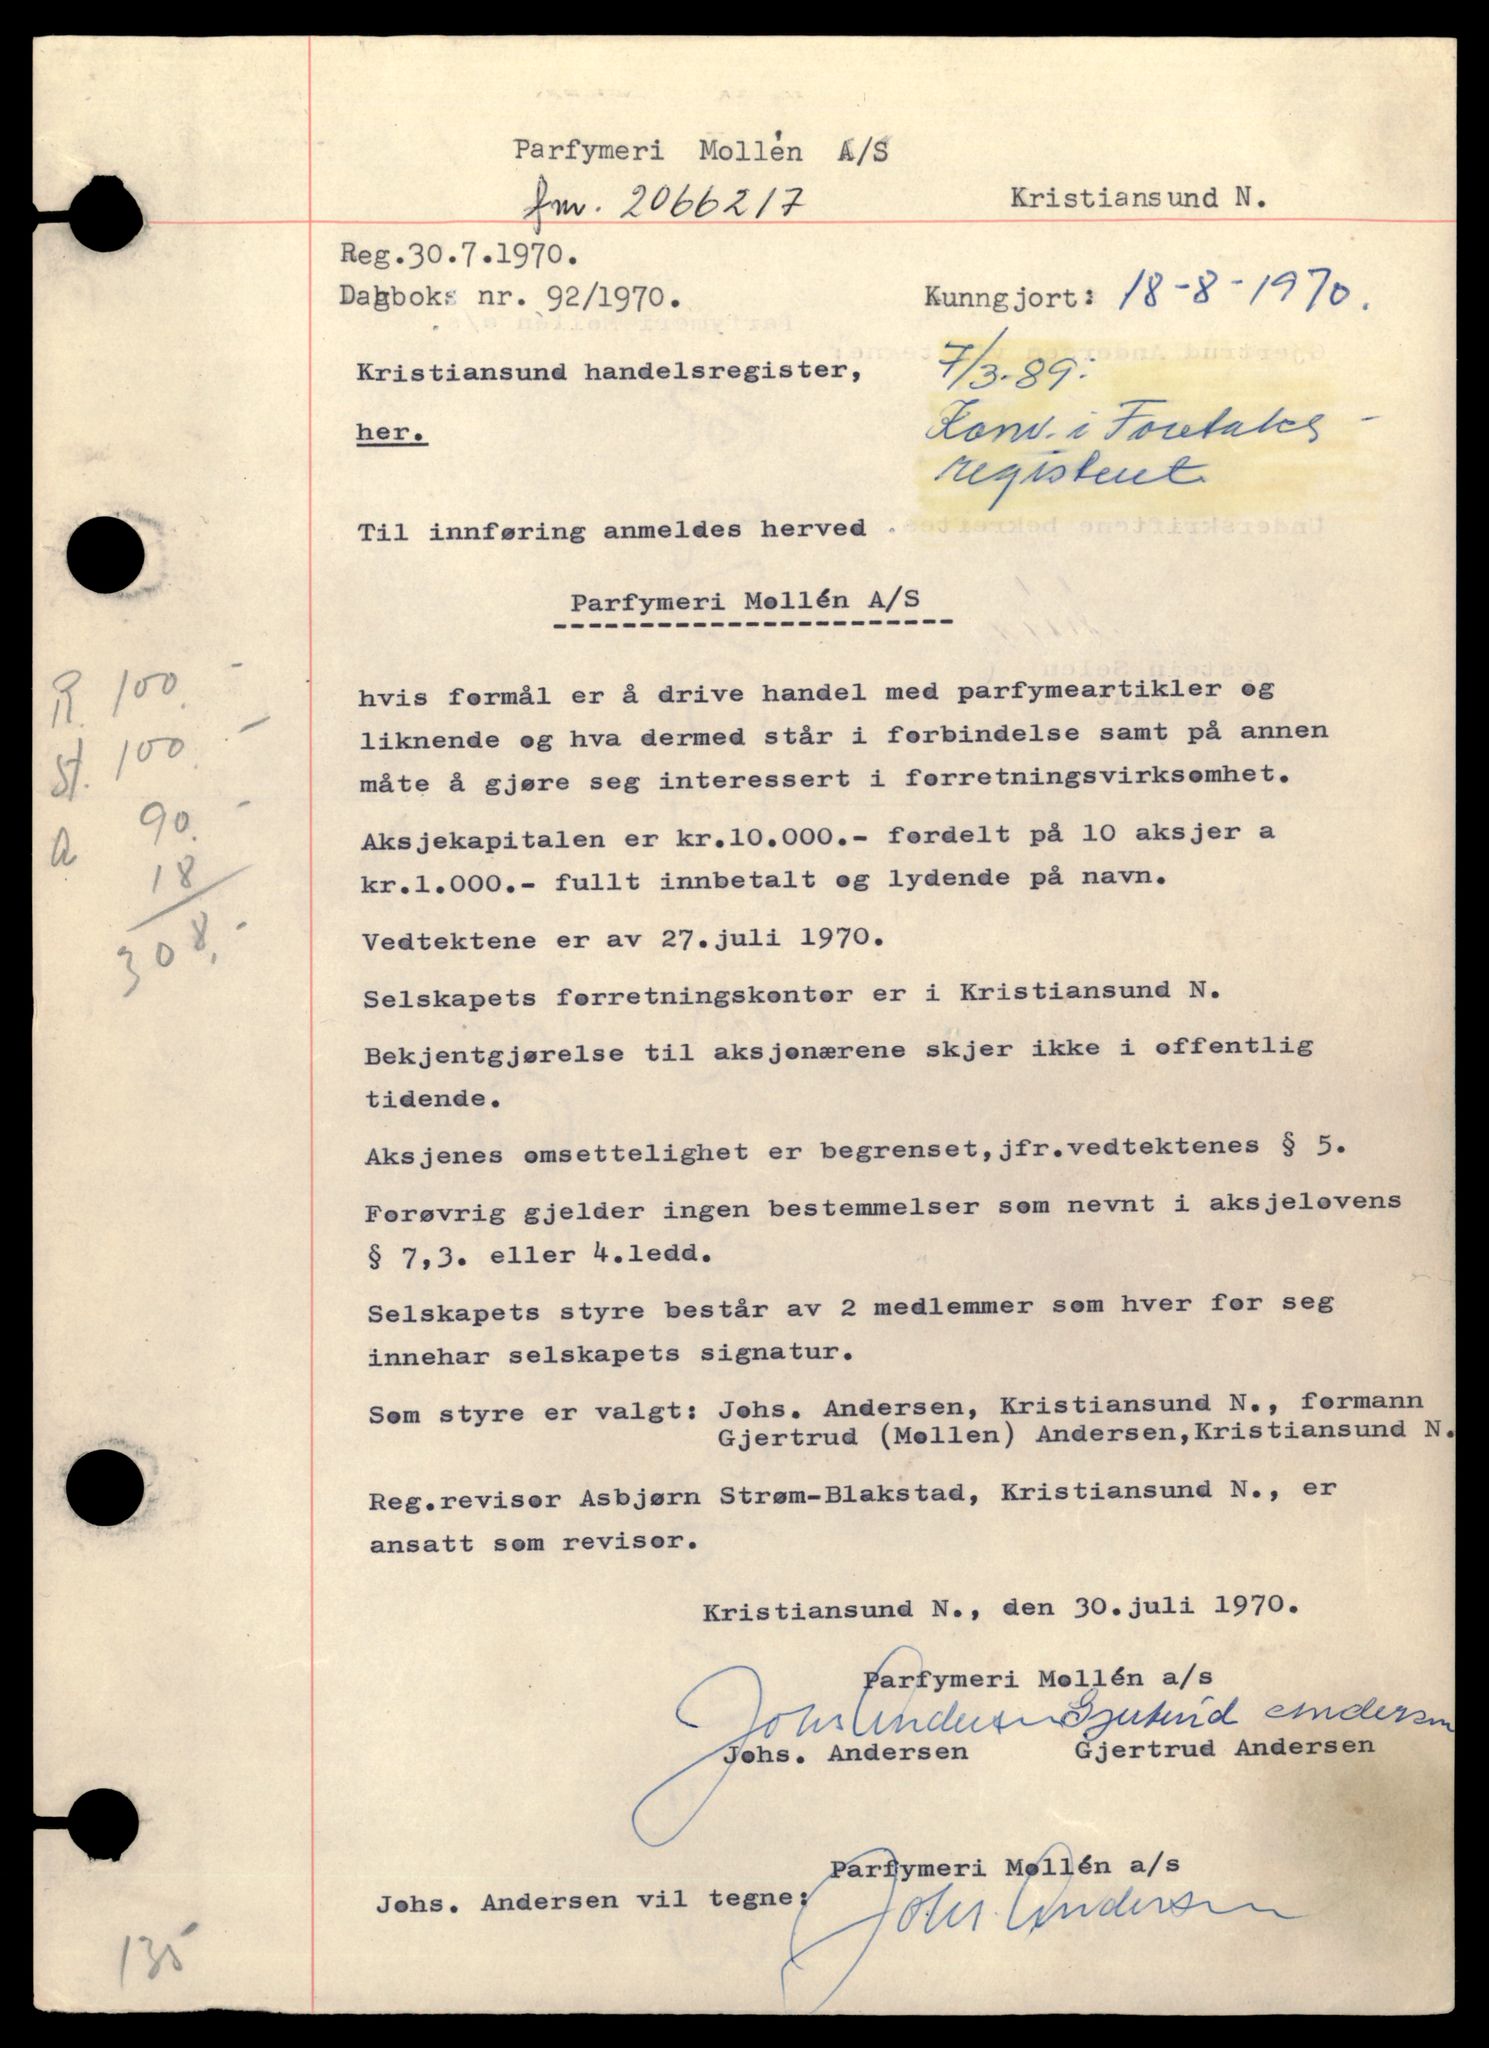 Parfymeri Mollén A/S
fnr. 2066217
Kristiansund N.
Reg.30.7.1970.
Dagboks nr. 92/1970.
Kunngjort: 18-8-1970.
Kristiansund handelsregister,
7/3-89:
her.
Konv. i Foretaks-
registeret
Til innføring anmeldes herved
Parfymeri Mollén A/S
hvis formål er å drive handel med parfymeartikler og
liknende og hva dermed står i forbindelse samt på annen
måte å gjøre seg interessert i forretningsvirksomhet.
R. 100.-
st. 100.-
a 90.-
18
308.-
Aksjekapitalen er kr.10.000.- fordelt på 10 aksjer a
kr.1.000.- fullt innbetalt og lydende på navn.
Vedtektene er av 27.juli 1970.
Selskapets forretningskontor er i Kristiansund N.
Bekjentgjørelse til aksjonærene skjer ikke i offentlig
tidende.
Aksjenes omsettelighet er begrenset,jfr.vedtektenes § 5.
Forøvrig gjelder ingen bestemmelser som nevnt i aksjelovens
§ 7,3. eller 4.ledd.
Selskapets styre består av 2 medlemmer som hver for seg
innehar selskapets signatur.
Som styre er valgt: Johs. Andersen, Kristiansund N., formann
Gjertrud (Mollen) Andersen,Kristiansund N.
Reg.revisor Asbjørn Strøm-Blakstad, Kristiansund N., er
ansatt som revisor.
Kristiansund N., den 30.juli 1970.
Parfymeri Mollén a/s
Johs Andersen Gjertrud Andersen
Johs. Andersen Gjertrud Andersen
Parfymeri Mollén a/s
Johs. Andersen vil tegne: Johs. Andersen
135